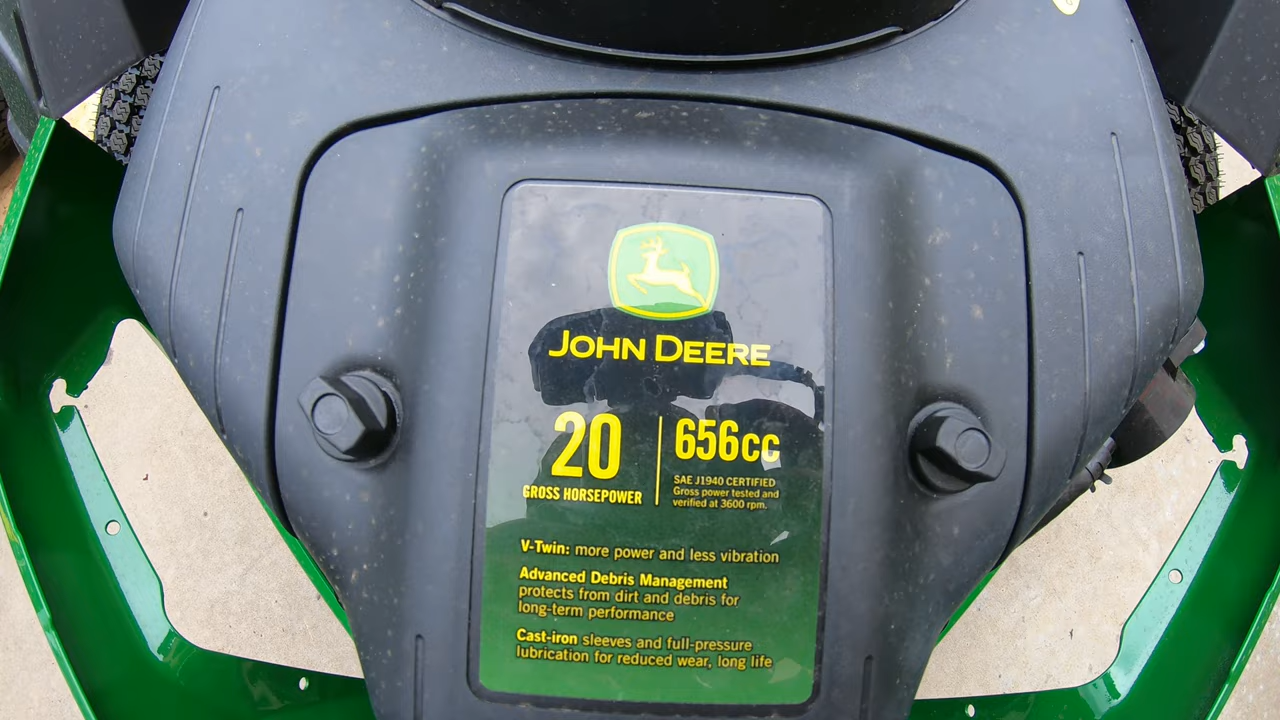 JOHN DEERE
20
GROSS HORSEPOWER
656cc
SAE J1940 CERTIFIED
Gross power tested and
verified at 3600 rpm.
V-Twin: more power and less vibration
Advanced Debris Management
protects from dirt and debris for
long-term performance
Cast-iron sleeves and full-pressure
lubrication for reduced wear, long life